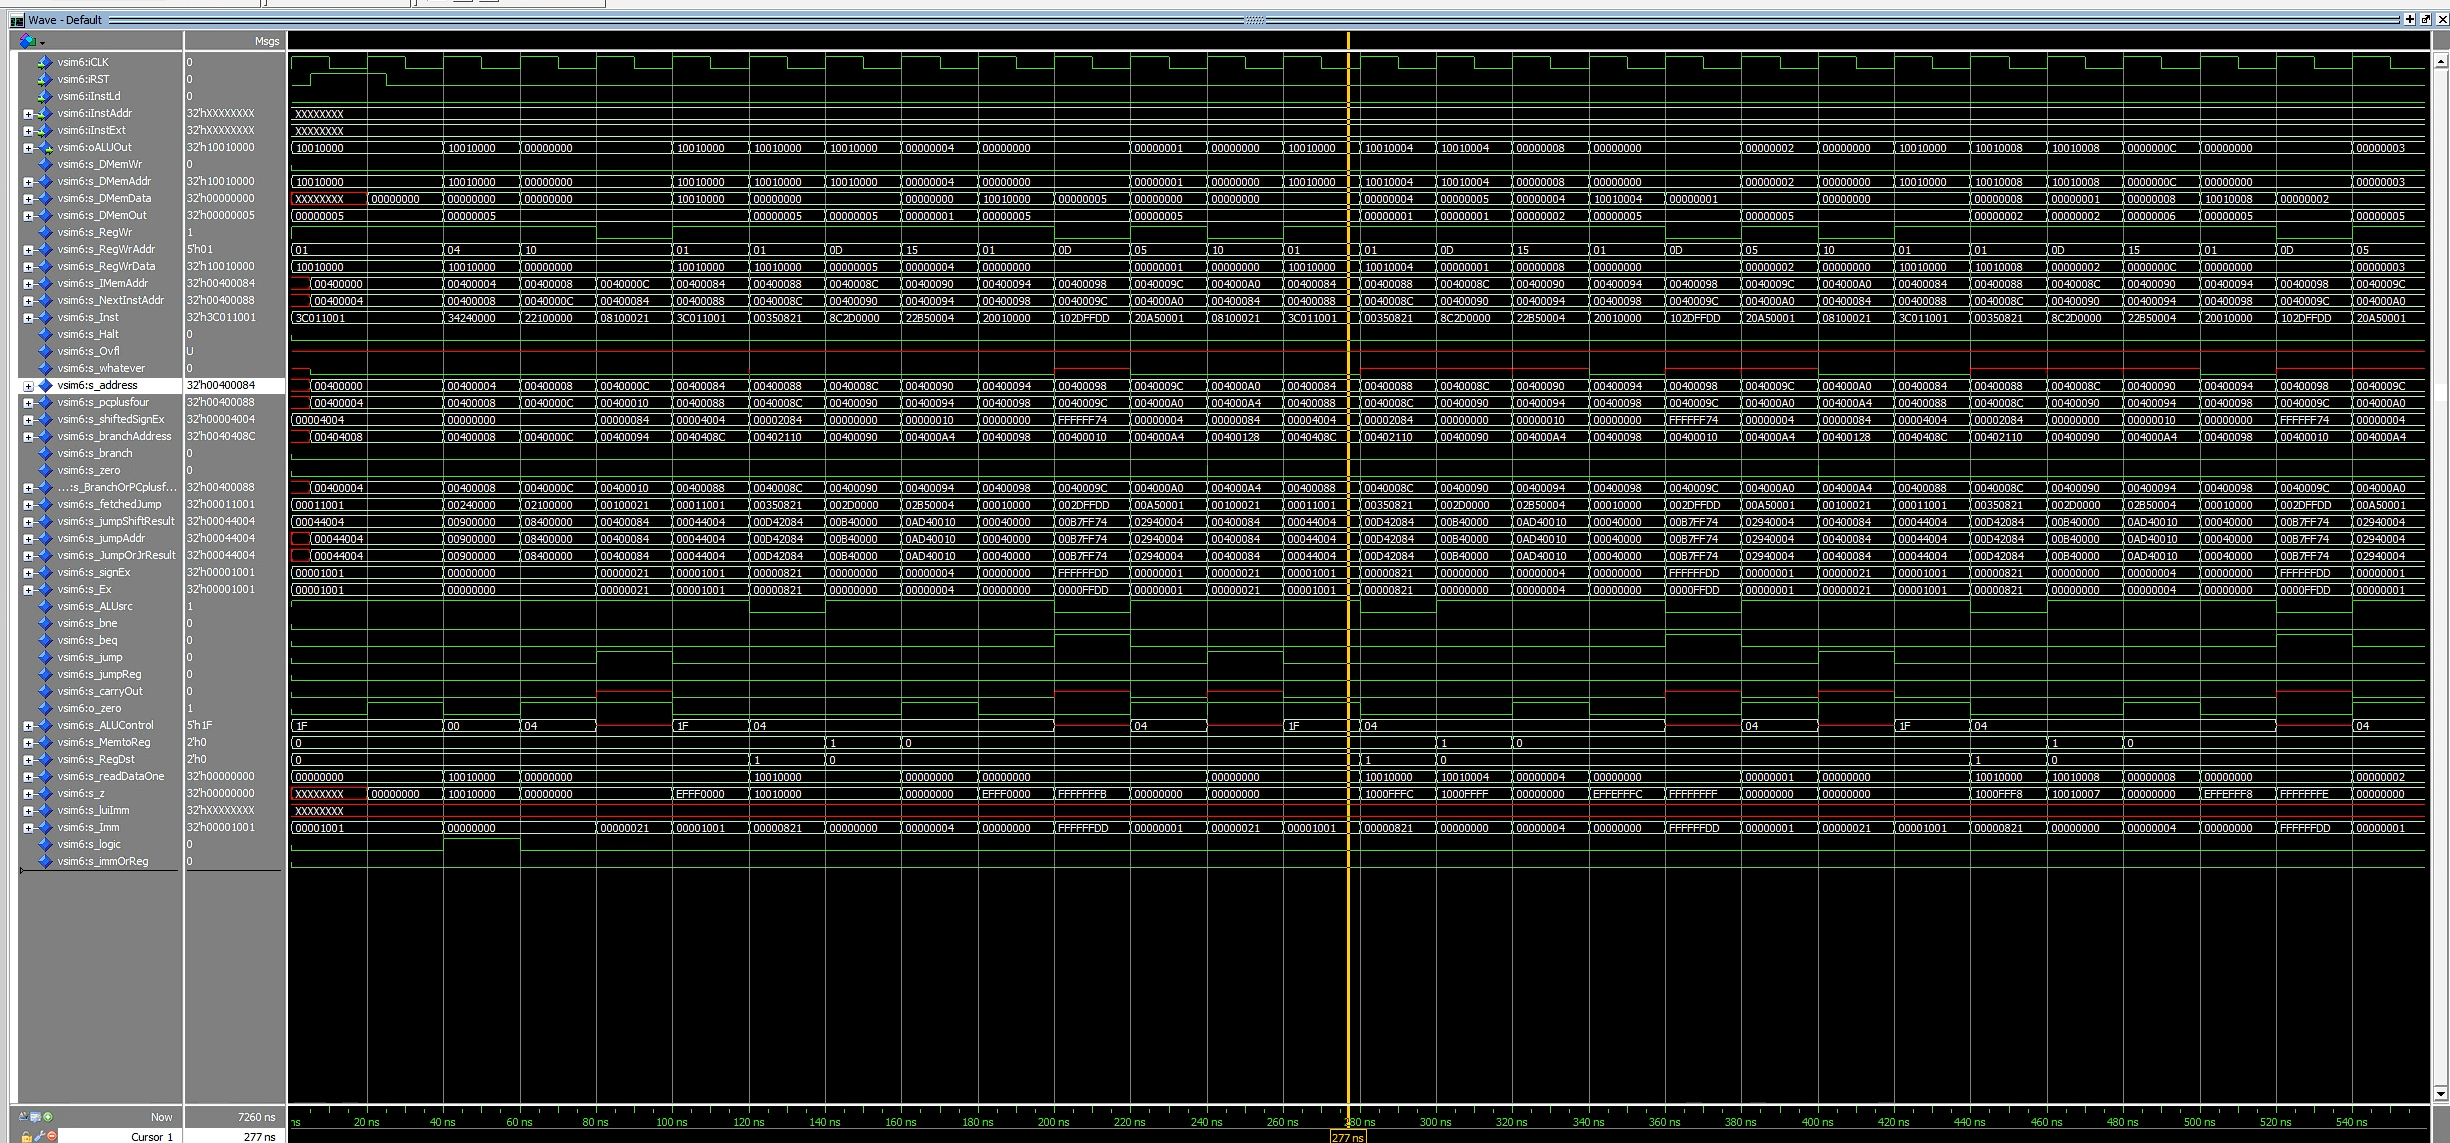 Wave - Default
Msgs
vsim6:iCLK 0
vsim6:iRST 0
vsim6:iInstLd 0
vsim6:iInstAddr 32'hXXXXXXXX XXXXXXXX
vsim6:iInstExt 32'hXXXXXXXX XXXXXXXX
vsim6:oALUOut 32'h10010000 10010000 10010000 00000000 10010000 10010000 10010000 00000004 00000000 00000001 00000000 10010000 10010004 10010004 00000008 00000000 00000002 00000000 10010000 10010008 10010008 0000000C 00000000 00000003
vsim6:s_DMemWr 0
vsim6:s_DMemAddr 32'h10010000 10010000 10010000 00000000 10010000 10010000 10010000 00000004 00000000 00000001 00000000 10010000 10010004 10010004 00000008 00000000 00000002 00000000 10010000 10010008 10010008 0000000C 00000000 00000003
vsim6:s_DMemData 32'h00000000 XXXXXXXX 00000000 00000000 00000000 10010000 00000000 00000000 10010000 00000005 00000000 00000000 00000004 00000005 00000004 10010004 00000001 00000000 00000008 00000001 00000008 10010008 00000002
vsim6:s_DMemOut 32'h00000005 00000005 00000005 00000005 00000005 00000001 00000005 00000005 00000001 00000001 00000002 00000005 00000005 00000002 00000002 00000006 00000005 00000005
vsim6:s_RegWr 1
vsim6:s_RegWrAddr 5'h01 01 04 10 01 01 0D 15 01 0D 05 10 01 01 0D 15 01 0D 05 10 01 01 0D 15 01 0D 05
vsim6:s_RegWrData 32'h10010000 10010000 10010000 00000000 10010000 10010000 00000005 00000004 00000000 00000001 00000000 10010000 10010004 00000001 00000008 00000000 00000002 00000000 10010000 10010008 00000002 0000000C 00000000 00000003
vsim6:s_IMemAddr 32'h00400084 00400000 00400004 00400008 0040000C 00400084 00400088 0040008C 00400090 00400094 00400098 0040009C 004000A0 00400084 00400088 0040008C 00400090 00400094 00400098 0040009C 004000A0 00400084 00400088 0040008C 00400090 00400094 00400098 0040009C
vsim6:s_NextInstAddr 32'h00400088 00400004 00400008 0040000C 00400084 00400088 0040008C 00400090 00400094 00400098 0040009C 004000A0 00400084 00400088 0040008C 00400090 00400094 00400098 0040009C 004000A0 00400084 00400088 0040008C 00400090 00400094 00400098 0040009C 004000A0
vsim6:s_Inst 32'h3C011001 3C011001 34240000 22100000 08100021 3C011001 00350821 8C2D0000 22B50004 20010000 102DFFDD 20A50001 08100021 3C011001 00350821 8C2D0000 22B50004 20010000 102DFFDD 20A50001 08100021 3C011001 00350821 8C2D0000 22B50004 20010000 102DFFDD 20A50001
vsim6:s_Halt 0
vsim6:s_Ovfl U
vsim6:s_whatever 0
vsim6:s_address 32'h00400084 00400000 00400004 00400008 0040000C 00400084 00400088 0040008C 00400090 00400094 00400098 0040009C 004000A0 00400084 00400088 0040008C 00400090 00400094 00400098 0040009C 004000A0 00400084 00400088 0040008C 00400090 00400094 00400098 0040009C
vsim6:s_pcplusfour 32'h00400088 00400004 00400008 0040000C 00400010 00400088 0040008C 00400090 00400094 00400098 0040009C 004000A0 004000A4 00400088 0040008C 00400090 00400094 00400098 0040009C 004000A0 004000A4 00400088 0040008C 00400090 00400094 00400098 0040009C 004000A0
vsim6:s_shiftedSignEx 32'h00004004 00004004 00000000 00000084 00004004 00002084 00000000 00000010 00000000 FFFFFF74 00000004 00000084 00004004 00002084 00000000 00000010 00000000 FFFFFF74 00000004 00000084 00004004 00002084 00000000 00000010 00000000 FFFFFF74 00000004
vsim6:s_branchAddress 32'h0040408C 00404008 00400008 0040000C 00400094 0040408C 00402110 00400090 004000A4 00400098 00400010 004000A4 00400128 0040408C 00402110 00400090 004000A4 00400098 00400010 004000A4 00400128 0040408C 00402110 00400090 004000A4 00400098 00400010 004000A4
vsim6:s_branch 0
vsim6:s_zero 0
...:s_BranchOrPCplusf... 32'h00400088 00400004 00400008 0040000C 00400010 00400088 0040008C 00400090 00400094 00400098 0040009C 004000A0 004000A4 00400088 0040008C 00400090 00400094 00400098 0040009C 004000A0 004000A4 00400088 0040008C 00400090 00400094 00400098 0040009C 004000A0
vsim6:s_fetchedJump 32'h00011001 00011001 00240000 02100000 00100021 00011001 00350821 002D0000 02B50004 00010000 002DFFDD 00A50001 00100021 00011001 00350821 002D0000 02B50004 00010000 002DFFDD 00A50001 00100021 00011001 00350821 002D0000 02B50004 00010000 002DFFDD 00A50001
vsim6:s_jumpShiftResult 32'h00044004 00044004 00900000 08400000 00400084 00044004 00D42084 00B40000 0AD40010 00040000 00B7FF74 02940004 00400084 00044004 00D42084 00B40000 0AD40010 00040000 00B7FF74 02940004 00400084 00044004 00D42084 00B40000 0AD40010 00040000 00B7FF74 02940004
vsim6:s_jumpAddr 32'h00044004 00044004 00900000 08400000 00400084 00044004 00D42084 00B40000 0AD40010 00040000 00B7FF74 02940004 00400084 00044004 00D42084 00B40000 0AD40010 00040000 00B7FF74 02940004 00400084 00044004 00D42084 00B40000 0AD40010 00040000 00B7FF74 02940004
vsim6:s_JumpOrJrResult 32'h00044004 00044004 00900000 08400000 00400084 00044004 00D42084 00B40000 0AD40010 00040000 00B7FF74 02940004 00400084 00044004 00D42084 00B40000 0AD40010 00040000 00B7FF74 02940004 00400084 00044004 00D42084 00B40000 0AD40010 00040000 00B7FF74 02940004
vsim6:s_signEx 32'h00001001 00001001 00000000 00000021 00001001 00000821 00000000 00000004 00000000 FFFFFFDD 00000001 00000021 00001001 00000821 00000000 00000004 00000000 FFFFFFDD 00000001 00000021 00001001 00000821 00000000 00000004 00000000 FFFFFFDD 00000001
vsim6:s_Ex 32'h00001001 00001001 00000000 00000021 00001001 00000821 00000000 00000004 00000000 0000FFDD 00000001 00000021 00001001 00000821 00000000 00000004 00000000 0000FFDD 00000001 00000021 00001001 00000821 00000000 00000004 00000000 0000FFDD 00000001
vsim6:s_ALUsrc 1
vsim6:s_bne 0
vsim6:s_beq 0
vsim6:s_jump 0
vsim6:s_jumpReg 0
vsim6:s_carryOut 0
vsim6:o_zero 1
vsim6:s_ALUControl 5'h1F 1F 00 04 1F 04 04 1F 04 04 1F 04 04
vsim6:s_MemtoReg 2'h0 0 1 0 1 0 1 0
vsim6:s_RegDst 2'h0 0 1 0 1 0 1 0
vsim6:s_readDataOne 32'h00000000 00000000 10010000 00000000 10010000 00000000 00000000 00000000 10010000 10010004 00000004 00000000 00000001 00000000 10010000 10010008 00000008 00000000 00000002
vsim6:s_z 32'h00000000 XXXXXXXX 00000000 10010000 00000000 EFFF0000 10010000 00000000 EFFF0000 FFFFFFFB 00000000 00000000 1000FFFC 1000FFFF 00000000 EFFEFFFC FFFFFFFF 00000000 00000000 1000FFF8 10010007 00000000 EFFEFFF8 FFFFFFFE 00000000
vsim6:s_luiImm 32'hXXXXXXXX XXXXXXXX
vsim6:s_Imm 32'h00001001 00001001 00000000 00000021 00001001 00000821 00000000 00000004 00000000 FFFFFFDD 00000001 00000021 00001001 00000821 00000000 00000004 00000000 FFFFFFDD 00000001 00000021 00001001 00000821 00000000 00000004 00000000 FFFFFFDD 00000001
vsim6:s_logic 0
vsim6:s_immOrReg 0
Now 7260 ns ns 20 ns 40 ns 60 ns 80 ns 100 ns 120 ns 140 ns 160 ns 180 ns 200 ns 220 ns 240 ns 260 ns 280 ns 300 ns 320 ns 340 ns 360 ns 380 ns 400 ns 420 ns 440 ns 460 ns 480 ns 500 ns 520 ns 540 ns
Cursor 1 277 ns 277 ns